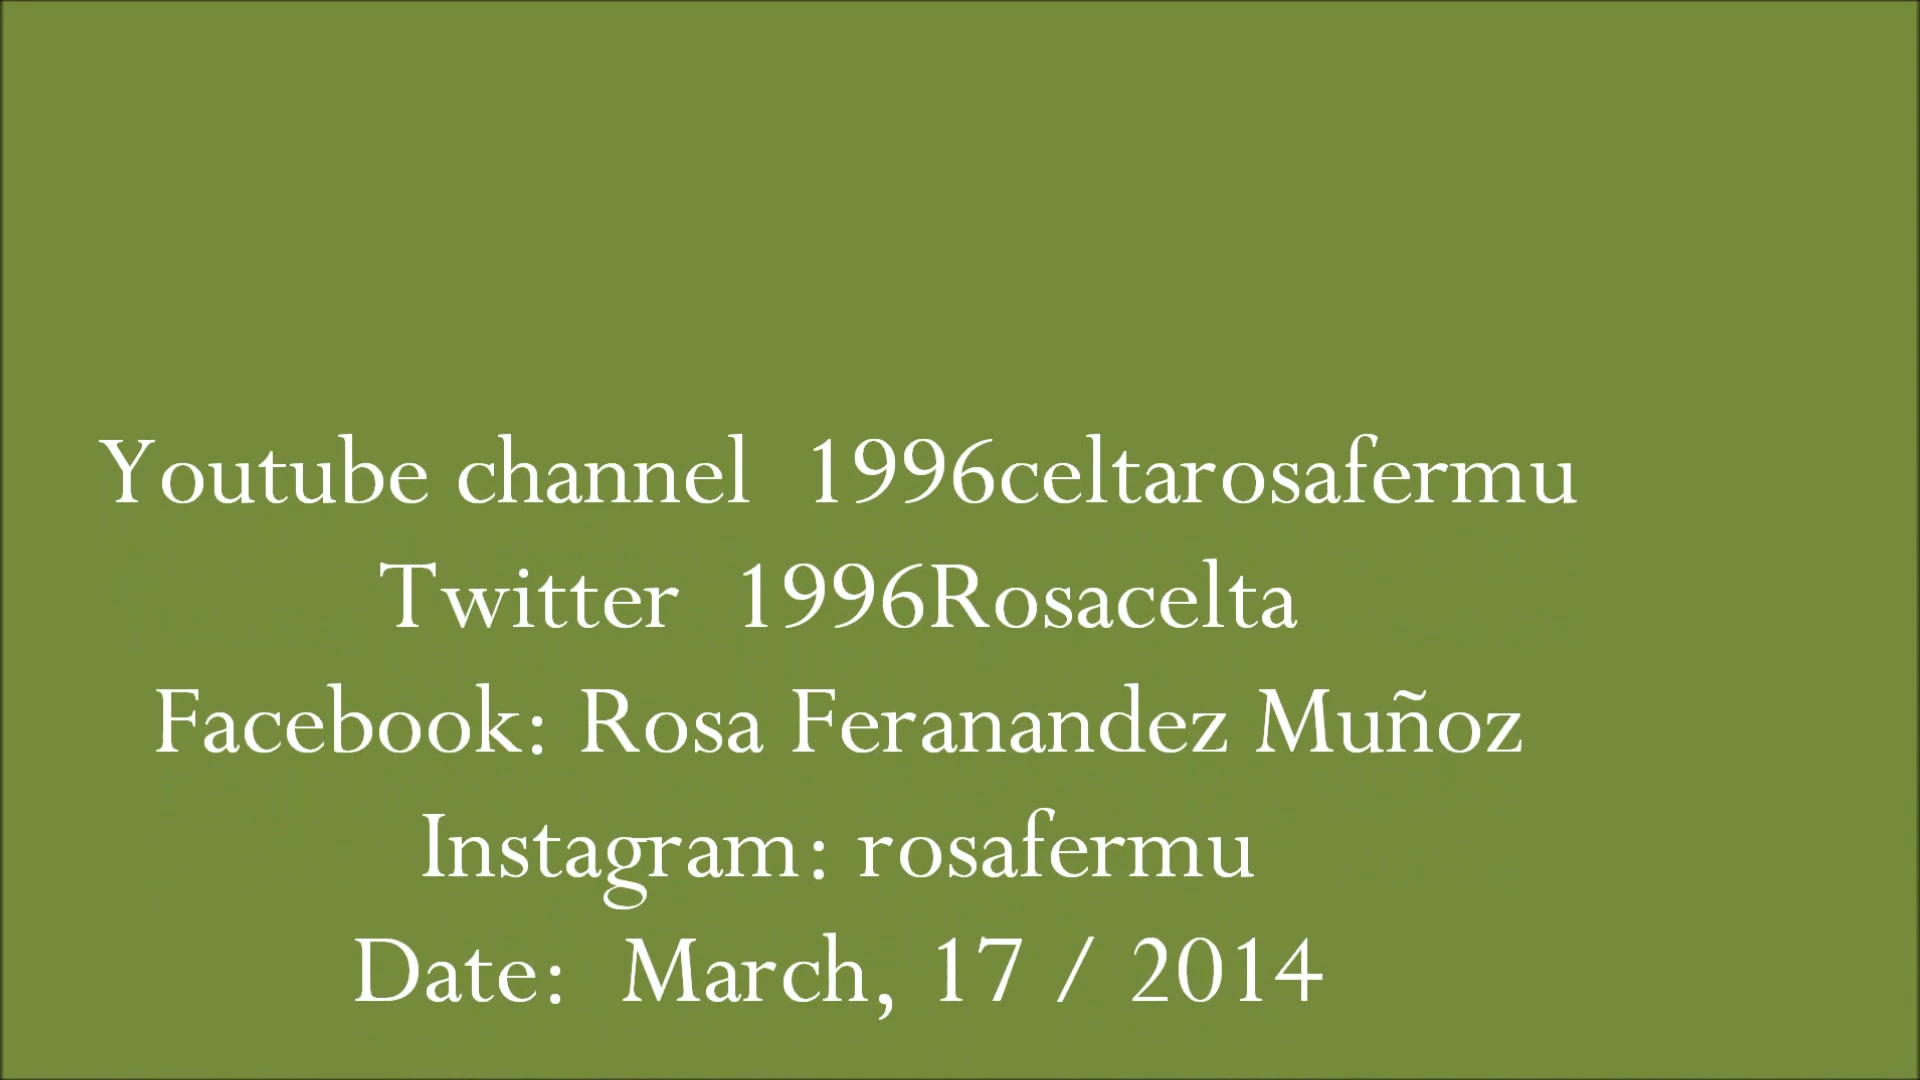 Youtube channel  1996celtarosafermu
Twitter  1996Rosacelta
Facebook: Rosa Feranandez Muñoz
Instagram: rosafermu
Date:  March, 17 / 2014